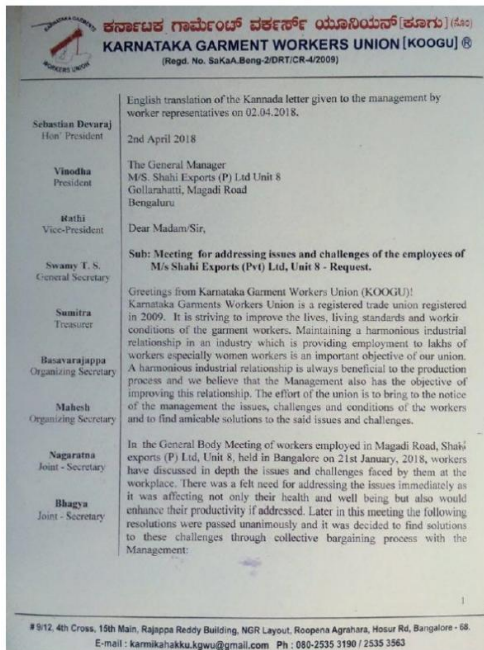 ಕರ್ನಾಟಕ ಗಾರ್ಮೆಂಟ್ ವರ್ಕರ್ಸ್ ಯೂನಿಯನ್ [ಕೂಗು] (ನೋಂ)
KARNATAKA GARMENT WORKERS UNION [KOOGU] ®
(Regd. No. SaKaA.Beng-2/DRT/CR-4/2009)
KARNATAKA GARMENTS
WORKERS UNION
English translation of the Kannada letter given to the management by
worker representatives on 02.04.2018.
Sebastian Devaraj
Hon' President
2nd April 2018
Vinodha
President
The General Manager
M/S. Shahi Exports (P) Ltd Unit 8
Gollarahatti, Magadi Road
Bengaluru
Rathi
Vice-President
Dear Madam/Sir,
Swamy T. S.
General Secretary
Sub: Meeting for addressing issues and challenges of the employees of
M/s Shahi Exports (Pvt) Ltd, Unit 8 - Request.
Sumitra
Treasurer
Basavarajappa
Organizing Secretary
Mahesh
Organizing Secretary
Greetings from Karnataka Garment Workers Union (KOOGU)!
Karnataka Garments Workers Union is a registered trade union registered
in 2009. It is striving to improve the lives, living standards and workin
conditions of the garment workers. Maintaining a harmonious industrial
relationship in an industry which is providing employment to lakhs of
workers especially women workers is an important objective of our union.
A harmonious industrial relationship is always beneficial to the production
process and we believe that the Management also has the objective of
improving this relationship. The effort of the union is to bring to the notice
of the management the issues, challenges and conditions of the workers
and to find amicable solutions to the said issues and challenges.
Nagaratna
Joint - Secretary
Bhagya
Joint - Secretary
In the General Body Meeting of workers employed in Magadi Road, Shahi
exports (P) Ltd, Unit 8, held in Bangalore on 21st January, 2018, workers
have discussed in depth the issues and challenges faced by them at the
workplace. There was a felt need for addressing the issues immediately as
it was affecting not only their health and well being but also would
enhance their productivity if addressed. Later in this meeting the following
resolutions were passed unanimously and it was decided to find solutions
to these challenges through collective bargaining process with the
Management:
1
# 9/12, 4th Cross, 15th Main, Rajappa Reddy Building, NGR Layout, Roopena Agrahara, Hosur Rd, Bangalore - 68.
E-mail : karmikahakku.kgwu@gmail.com Ph : 080-2535 3190 / 2535 3563